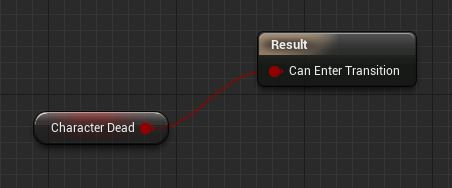 Result
Can Enter Transition
Character Dead